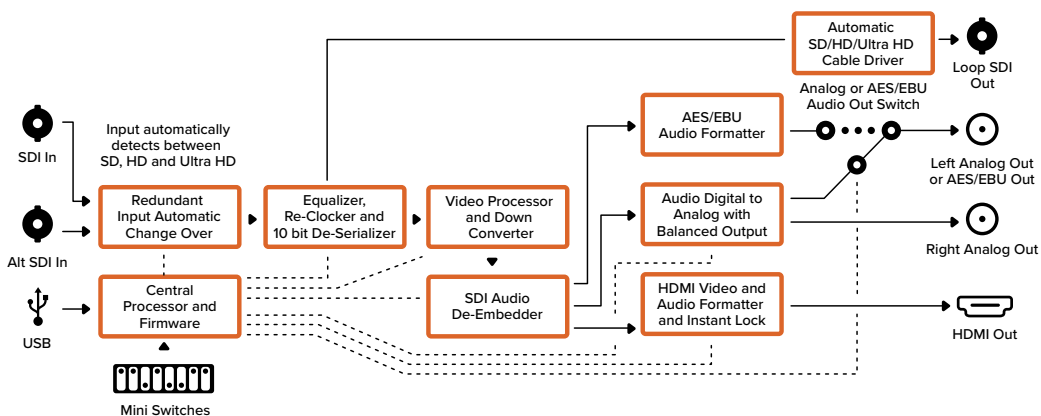 Automatic
SD/HD/Ultra HD
Cable Driver
Loop SDI
Out
Analog or AES/EBU
Audio Out Switch
AES/EBU
Audio Formatter
Left Analog Out
or AES/EBU Out
SDI In
Input automatically
detects between
SD, HD and Ultra HD
Redundant
Input Automatic
Change Over
Equalizer,
Re-Clocker and
10 bit De-Serializer
Video Processor
and Down
Converter
Audio Digital to
Analog with
Balanced Output
Right Analog Out
Alt SDI In
Central
Processor and
Firmware
SDI Audio
De-Embedder
HDMI Video and
Audio Formatter
and Instant Lock
HDMI Out
USB
Mini Switches